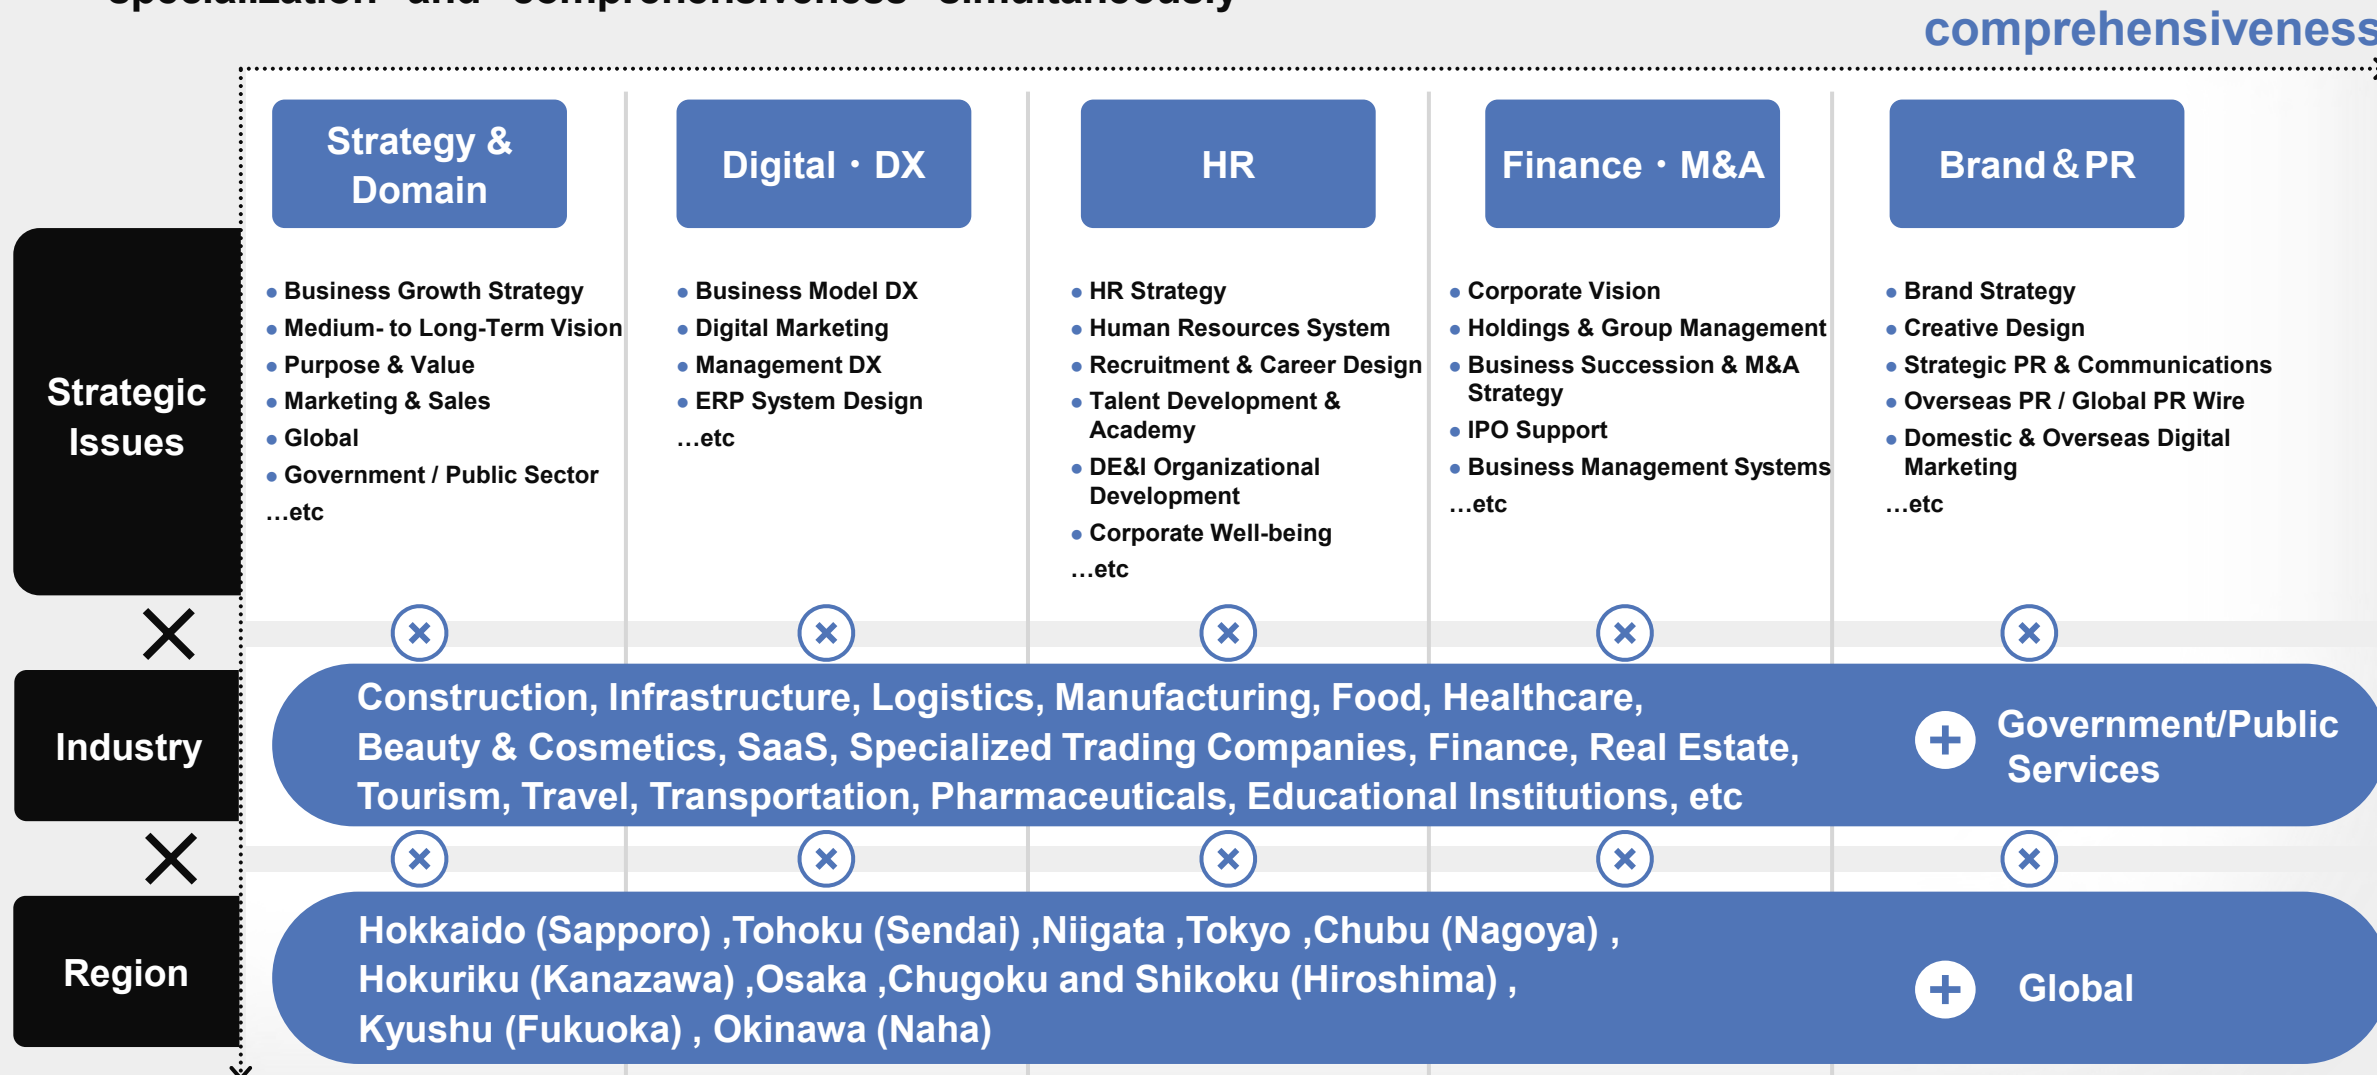 specialization and comprehensiveness simultaneously
comprehensiveness
Strategy &
Domain
Digital・DX
HR
Finance・M&A
Brand＆PR
Strategic
Issues
● Business Growth Strategy
● Medium- to Long-Term Vision
● Purpose & Value
● Marketing & Sales
● Global
● Government / Public Sector
…etc
● Business Model DX
● Digital Marketing
● Management DX
● ERP System Design
…etc
● HR Strategy
● Human Resources System
● Recruitment & Career Design
● Talent Development &
Academy
● DE&I Organizational
Development
● Corporate Well-being
…etc
● Corporate Vision
● Holdings & Group Management
● Business Succession & M&A
Strategy
● IPO Support
● Business Management Systems
…etc
● Brand Strategy
● Creative Design
● Strategic PR & Communications
● Overseas PR / Global PR Wire
● Domestic & Overseas Digital
Marketing
…etc
Industry
Construction, Infrastructure, Logistics, Manufacturing, Food, Healthcare,
Beauty & Cosmetics, SaaS, Specialized Trading Companies, Finance, Real Estate,
Tourism, Travel, Transportation, Pharmaceuticals, Educational Institutions, etc
Government/Public
Services
Region
Hokkaido (Sapporo) ,Tohoku (Sendai) ,Niigata ,Tokyo ,Chubu (Nagoya) ,
Hokuriku (Kanazawa) ,Osaka ,Chugoku and Shikoku (Hiroshima) ,
Kyushu (Fukuoka) , Okinawa (Naha)
Global